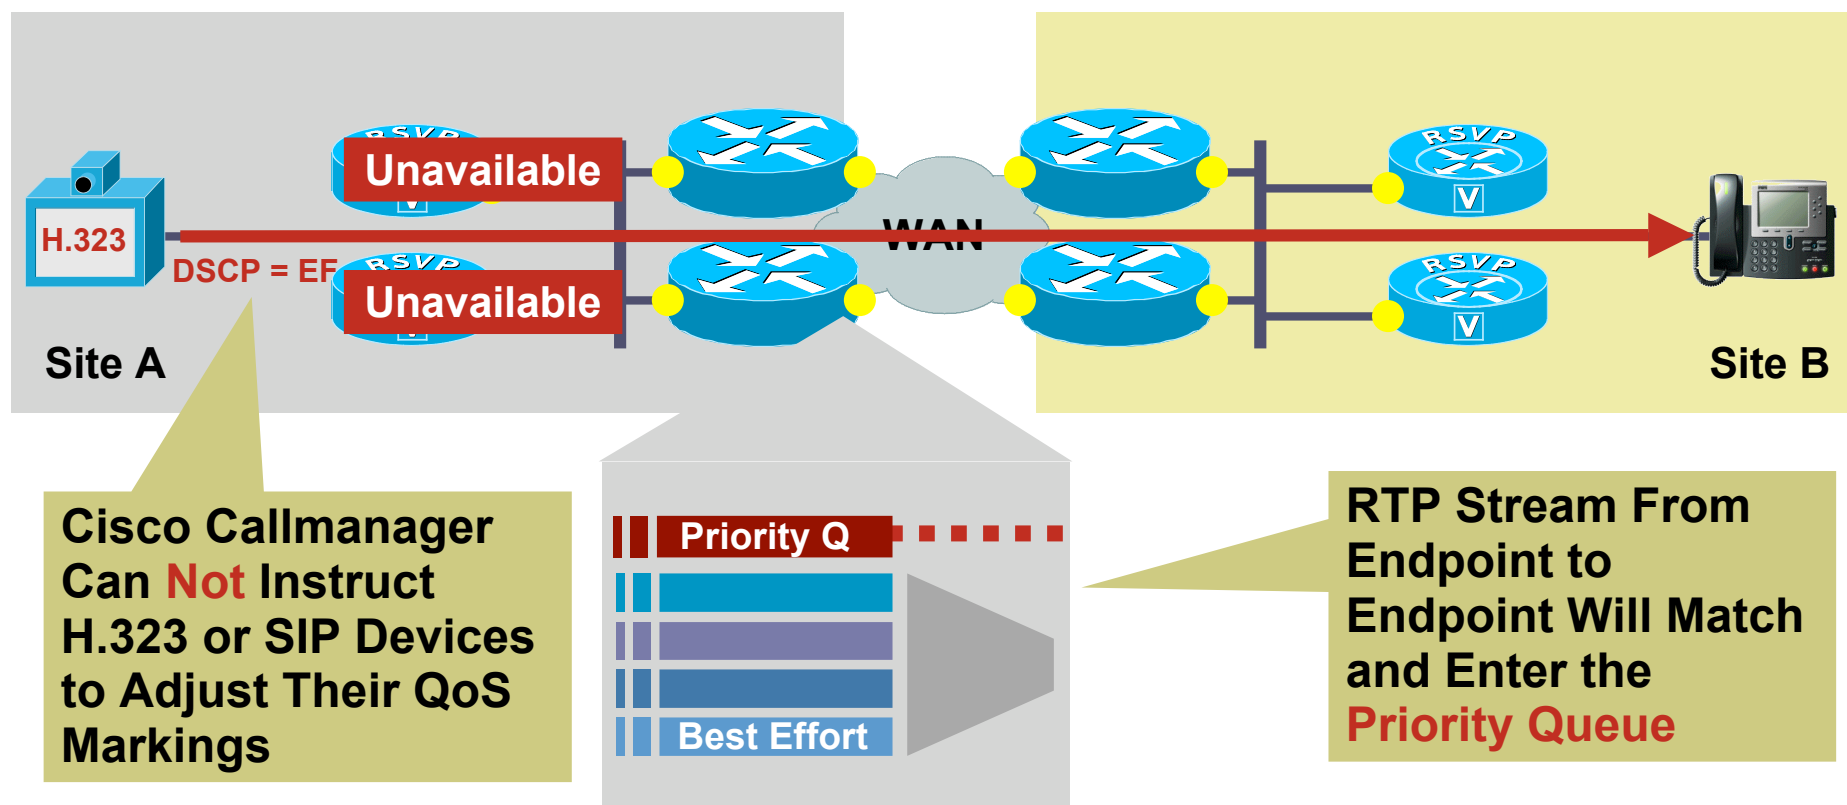 RSVP
Unavailable
V
RSVP
V
H.323
WAN
DSCP = EF
RSVP
Unavailable
V
RSVP
V
Site A
Site B
Cisco Callmanager
Can Not Instruct
H.323 or SIP Devices
to Adjust Their QoS
Markings
Priority Q
Best Effort
RTP Stream From
Endpoint to
Endpoint Will Match
and Enter the
Priority Queue